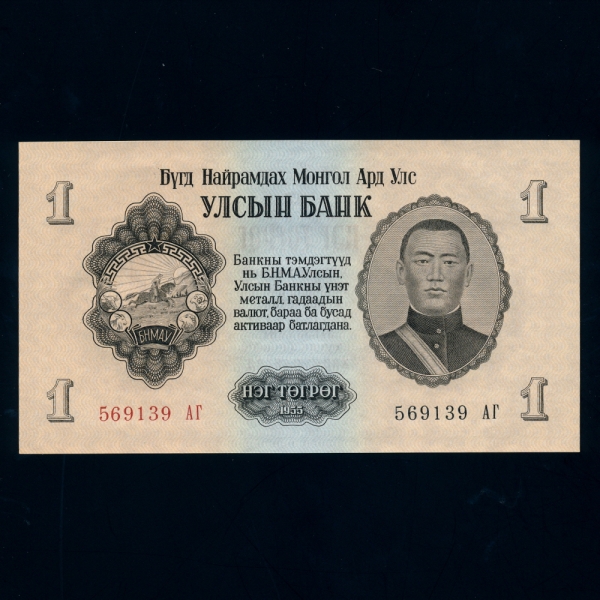 Бүгд Найрамдах Монгол Ард Улс
УЛСЫН БАНК
1
1
Банкны тэмдэгтүүд
нь Б.Н.М.А.Улсын,
Улсын Банкны үнэт
металл, гадаадын
валют, бараа ба бусад
активаар батлагдана.
БНМАУ
НЭГ ТӨГРӨГ
1955
1
569139 АГ
569139 АГ
1